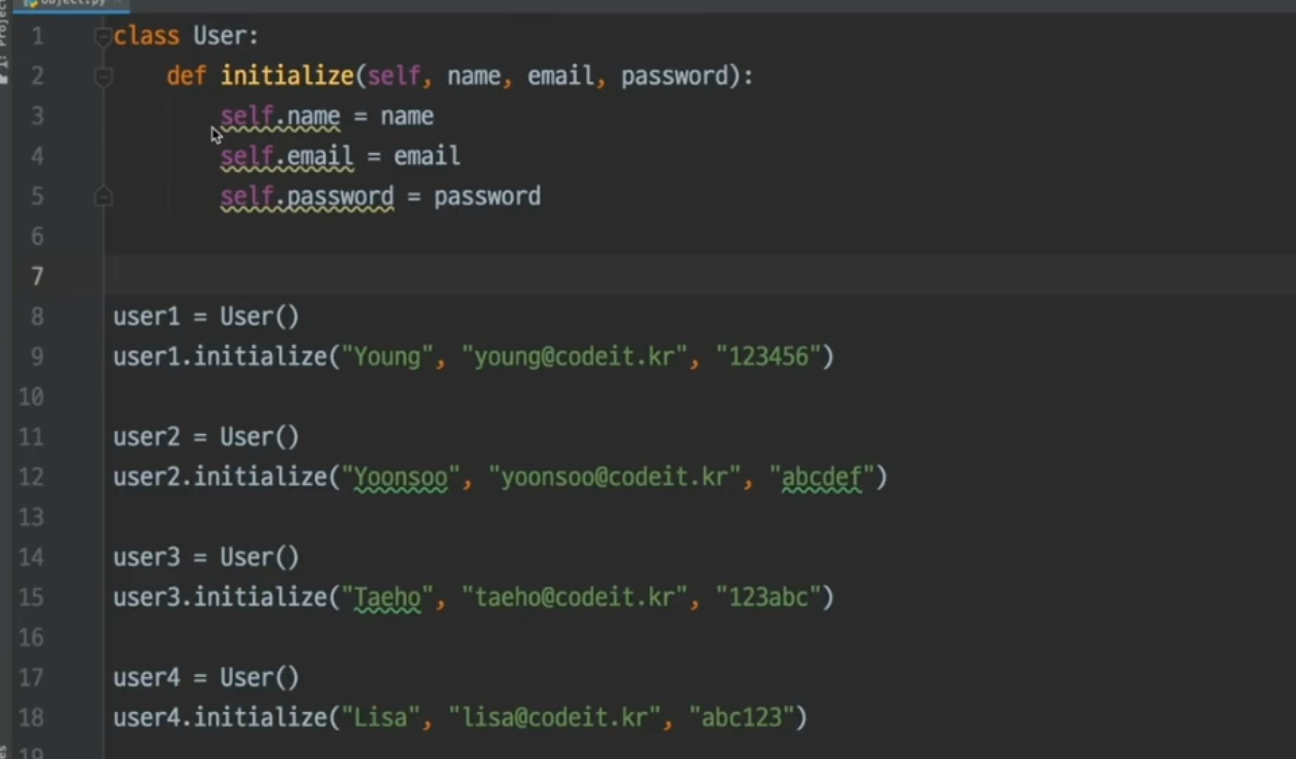 object.py
1 class User:
2 def initialize(self, name, email, password):
3 self.name = name
4 self.email = email
5 self.password = password
6
7
8 user1 = User()
9 user1.initialize("Young", "young@codeit.kr", "123456")
10
11 user2 = User()
12 user2.initialize("Yoonsoo", "yoonsoo@codeit.kr", "abcdef")
13
14 user3 = User()
15 user3.initialize("Taeho", "taeho@codeit.kr", "123abc")
16
17 user4 = User()
18 user4.initialize("Lisa", "lisa@codeit.kr", "abc123")
19